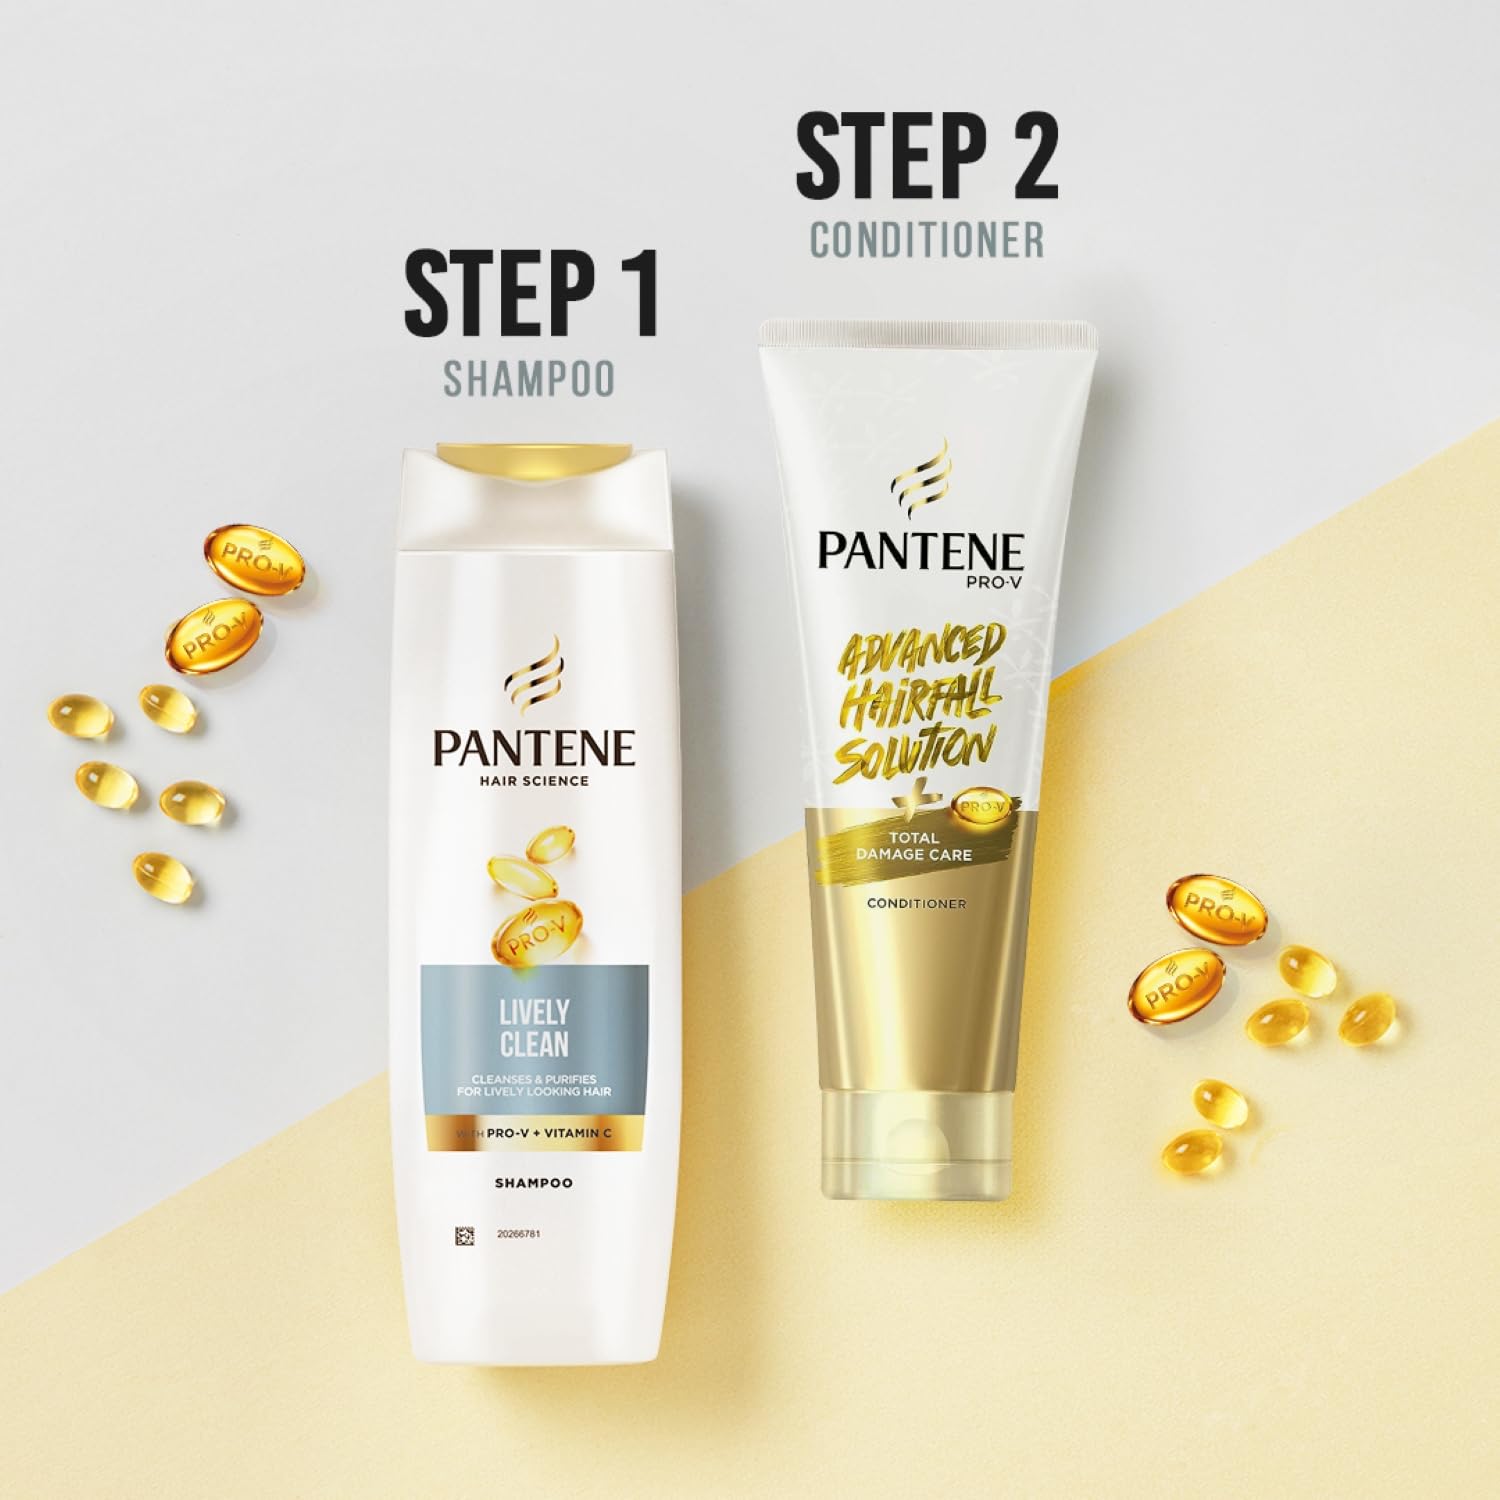 STEP 1
SHAMPOO
STEP 2
CONDITIONER
PRO-V
PRO-V
PANTENE
HAIR SCIENCE
PRO-V
LIVELY
CLEAN
CLEANSES & PURIFIES
FOR LIVELY LOOKING HAIR
WITH PRO-V + VITAMIN C
SHAMPOO
20266781
PANTENE
PRO-V
ADVANCED
HAIRFALL
SOLUTION
+
PRO-V
TOTAL
DAMAGE CARE
CONDITIONER
PRO-V
PRO-V